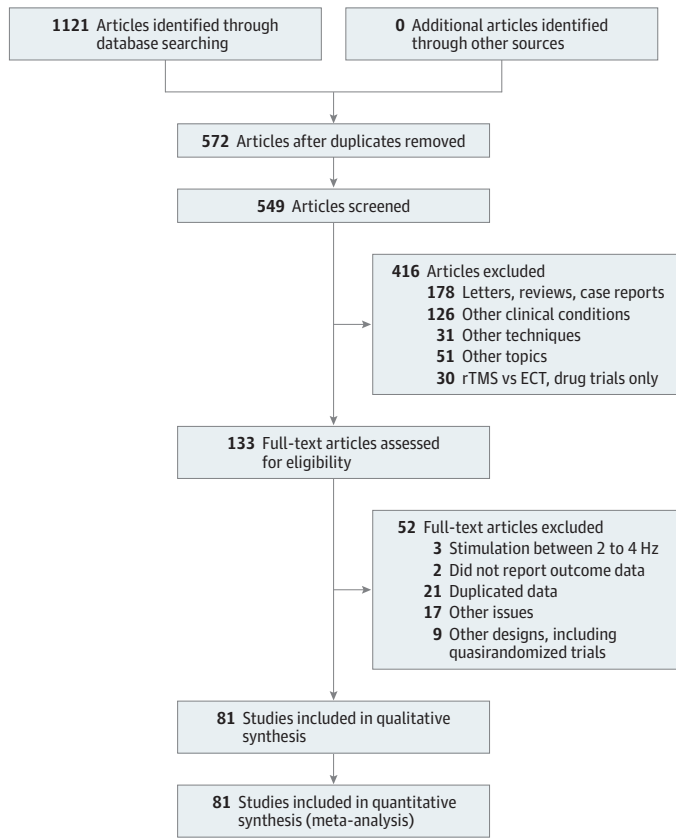 1121 Articles identified through
database searching
0 Additional articles identified
through other sources
572 Articles after duplicates removed
549 Articles screened
416 Articles excluded
178 Letters, reviews, case reports
126 Other clinical conditions
31 Other techniques
51 Other topics
30 rTMS vs ECT, drug trials only
133 Full-text articles assessed
for eligibility
52 Full-text articles excluded
3 Stimulation between 2 to 4 Hz
2 Did not report outcome data
21 Duplicated data
17 Other issues
9 Other designs, including
quasirandomized trials
81 Studies included in qualitative
synthesis
81 Studies included in quantitative
synthesis (meta-analysis)